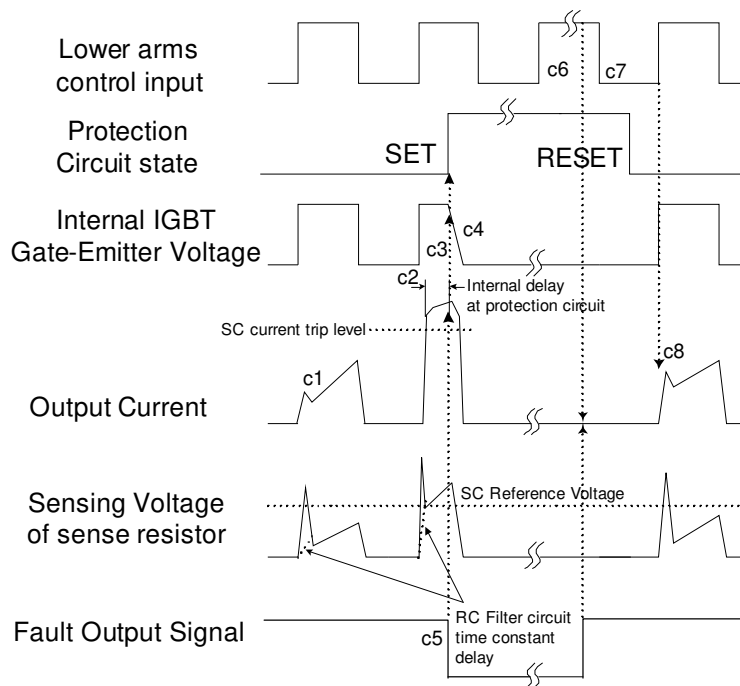 Lower arms
control input
c6
c7
Protection
Circuit state
SET
RESET
Internal IGBT
Gate-Emitter Voltage
c4
c3
c2
Internal delay
at protection circuit
SC current trip level
c1
c8
Output Current
Sensing Voltage
of sense resistor
SC Reference Voltage
Fault Output Signal
c5
RC Filter circuit
time constant
delay